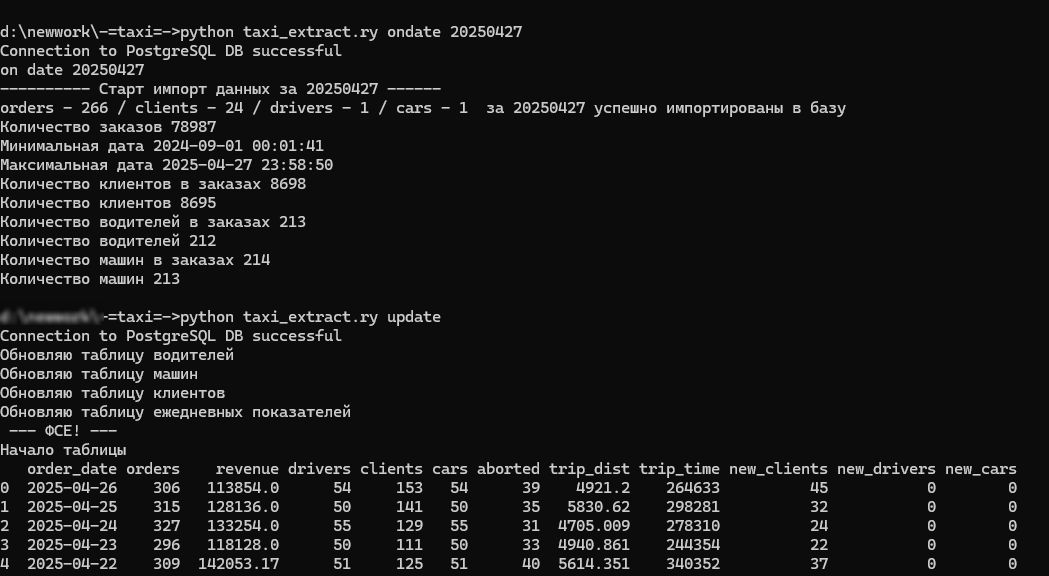 d:\newwork\-=taxi=->python taxi_extract.ry ondate 20250427
Connection to PostgreSQL DB successful
on date 20250427
---------- Старт импорт данных за 20250427 ------
orders - 266 / clients - 24 / drivers - 1 / cars - 1  за 20250427 успешно импортированы в базу
Количество заказов 78987
Минимальная дата 2024-09-01 00:01:41
Максимальная дата 2025-04-27 23:58:50
Количество клиентов в заказах 8698
Количество клиентов 8695
Количество водителей в заказах 213
Количество водителей 212
Количество машин в заказах 214
Количество машин 213
-=taxi=->python taxi_extract.ry update
Connection to PostgreSQL DB successful
Обновляю таблицу водителей
Обновляю таблицу машин
Обновляю таблицу клиентов
Обновляю таблицу ежедневных показателей
--- ФСЕ! ---
Начало таблицы
order_date orders revenue drivers clients cars aborted trip_dist trip_time new_clients new_drivers new_cars
0 2025-04-26 306 113854.0 54 153 54 39 4921.2 264633 45 0 0
1 2025-04-25 315 128136.0 50 141 50 35 5830.62 298281 32 0 0
2 2025-04-24 327 133254.0 55 129 55 31 4705.009 278310 24 0 0
3 2025-04-23 296 118128.0 50 111 50 33 4940.861 244354 22 0 0
4 2025-04-22 309 142053.17 51 125 51 40 5614.351 340352 37 0 0